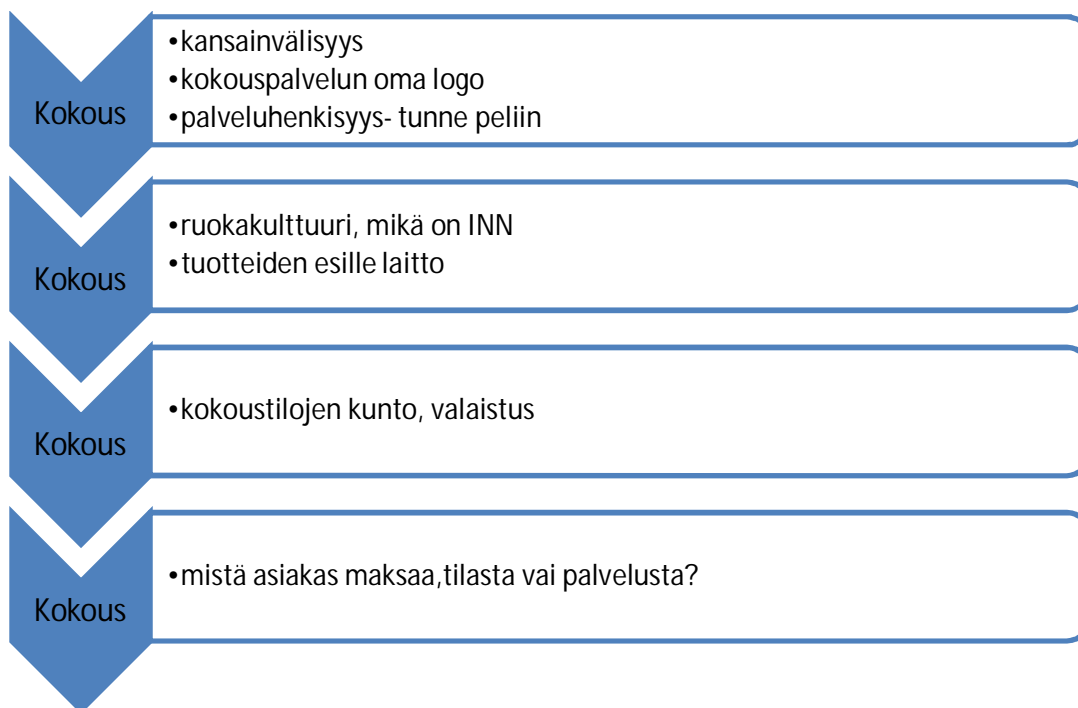 Kokous
•kansainvälisyys
•kokouspalvelun oma logo
•palveluhenkisyys- tunne peliin
Kokous
•ruokakulttuuri, mikä on INN
•tuotteiden esille laitto
Kokous
•kokoustilojen kunto, valaistus
Kokous
•mistä asiakas maksaa,tilasta vai palvelusta?